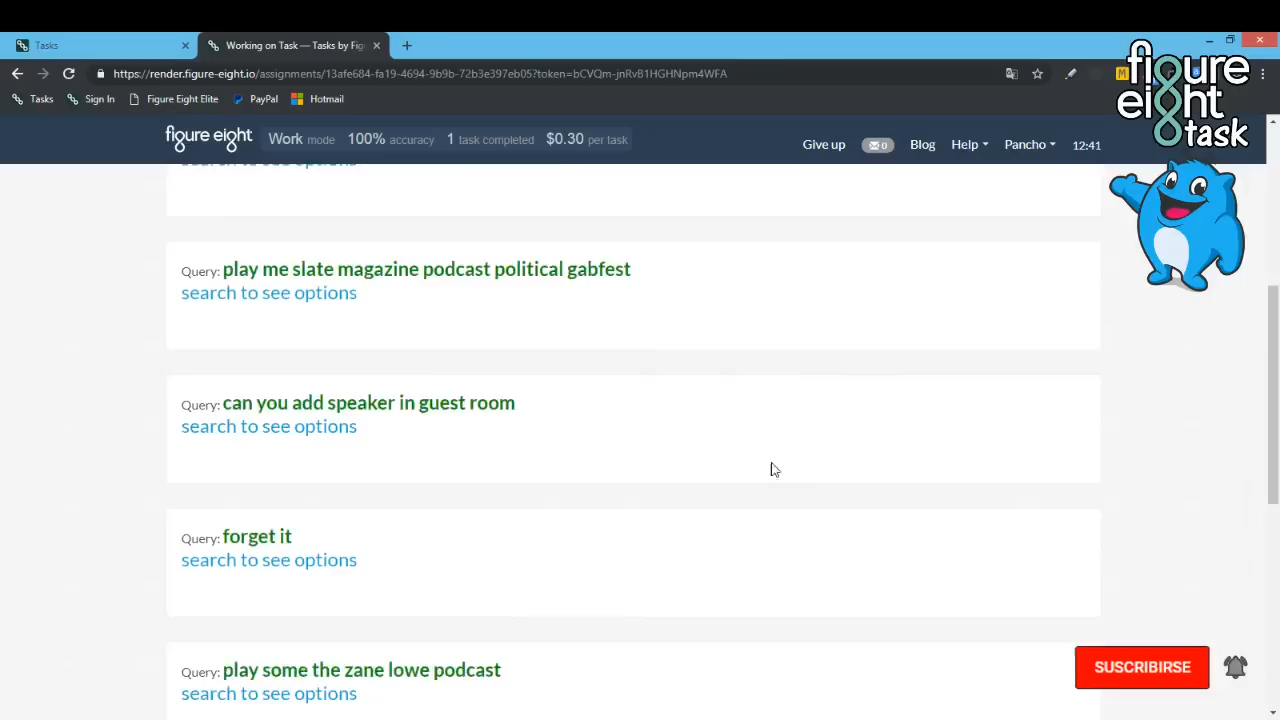 Tasks
Working on Task — Tasks by Fig
https://render.figure-eight.io/assignments/13afe684-fa19-4694-9b9b-72b3e397eb05?token=bCVQm-jnRvB1HGHNpm4WFA
Tasks Sign In Figure Eight Elite PayPal Hotmail
figure eight task
figure eight Work mode 100% accuracy 1 task completed $0.30 per task Give up 0 Blog Help Pancho 12:41
search to see options
Query: play me slate magazine podcast political gabfest
search to see options
Query: can you add speaker in guest room
search to see options
Query: forget it
search to see options
Query: play some the zane lowe podcast
search to see options
SUSCRIBIRSE